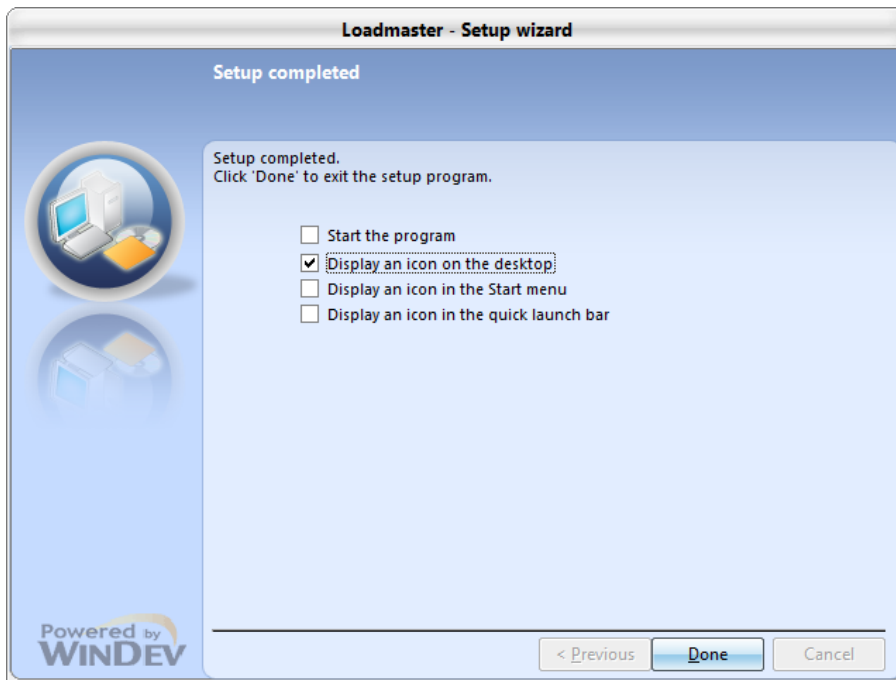 Loadmaster - Setup wizard
Setup completed
Setup completed.
Click 'Done' to exit the setup program.
Start the program
Display an icon on the desktop
Display an icon in the Start menu
Display an icon in the quick launch bar
Powered by
WINDEV
< Previous
Done
Cancel